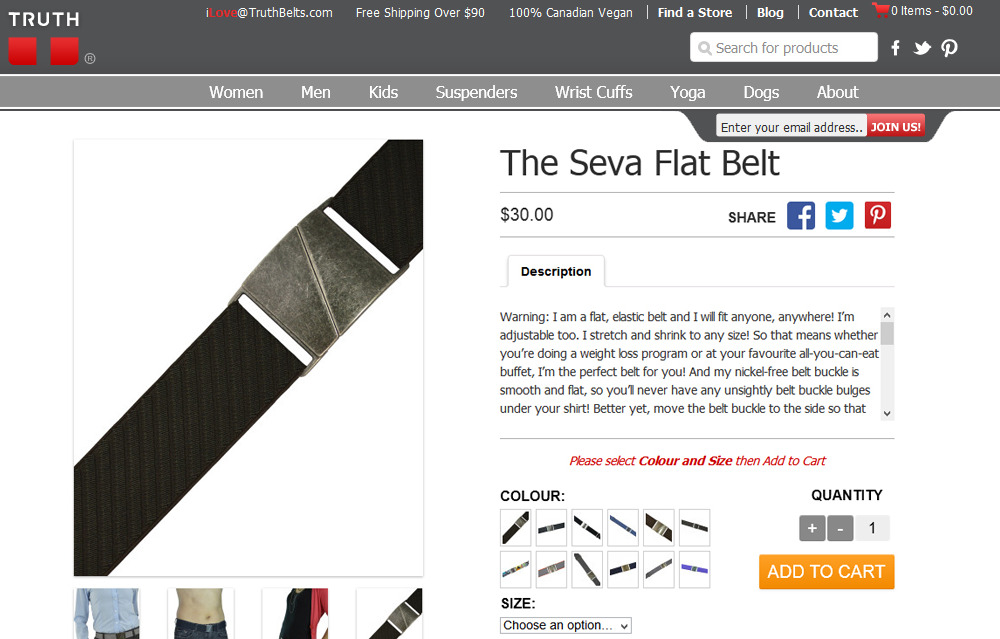 TRUTH
®
iLove@TruthBelts.com
Free Shipping Over $90
100% Canadian Vegan
Find a Store
Blog
Contact
0 Items - $0.00
Search for products
Women
Men
Kids
Suspenders
Wrist Cuffs
Yoga
Dogs
About
Enter your email address..
JOIN US!
The Seva Flat Belt
$30.00
SHARE
Description
Warning: I am a flat, elastic belt and I will fit anyone, anywhere! I'm
adjustable too. I stretch and shrink to any size! So that means whether
you're doing a weight loss program or at your favourite all-you-can-eat
buffet, I'm the perfect belt for you! And my nickel-free belt buckle is
smooth and flat, so you'll never have any unsightly belt buckle bulges
under your shirt! Better yet, move the belt buckle to the side so that
Please select Colour and Size then Add to Cart
COLOUR:
QUANTITY
+
-
1
ADD TO CART
SIZE:
Choose an option...